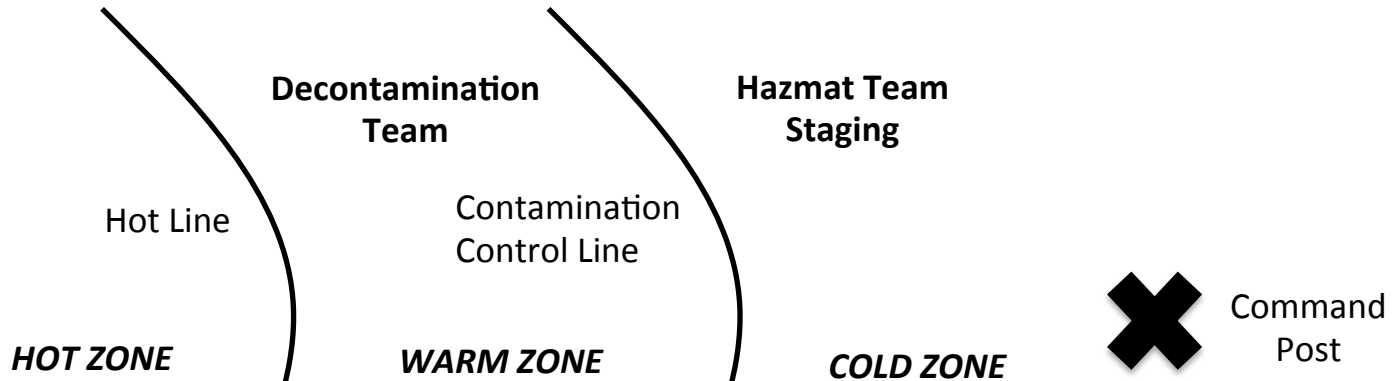 Decontamination
Team
Hazmat Team
Staging
Hot Line
Contamination
Control Line
Command
Post
HOT ZONE
WARM ZONE
COLD ZONE